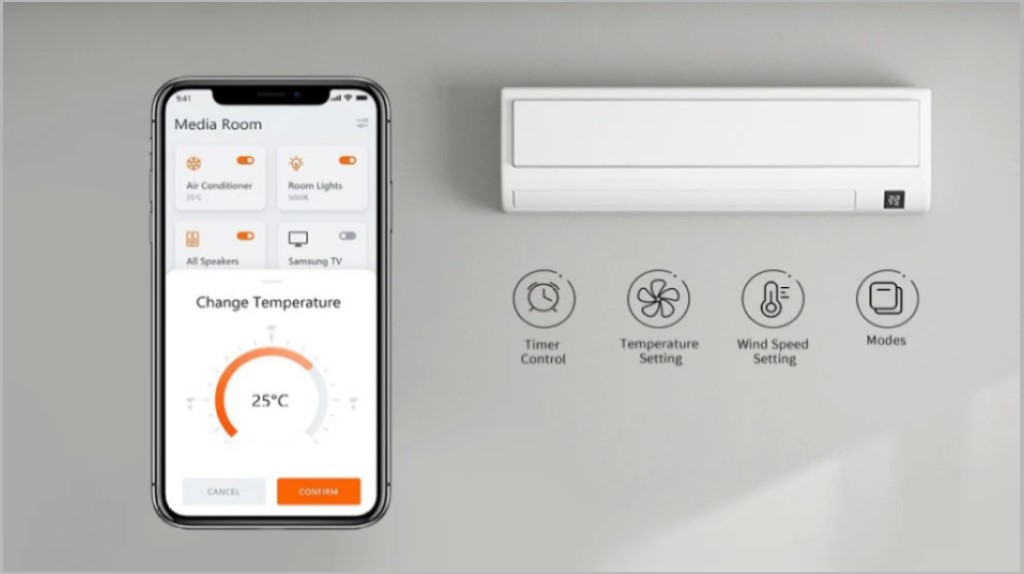 9:41
Media Room
Air Conditioner
25°C
Room Lights
5000K
All Speakers
Samsung TV
Change Temperature
25°C
CANCEL
CONFIRM
Timer
Control
Temperature
Setting
Wind Speed
Setting
Modes